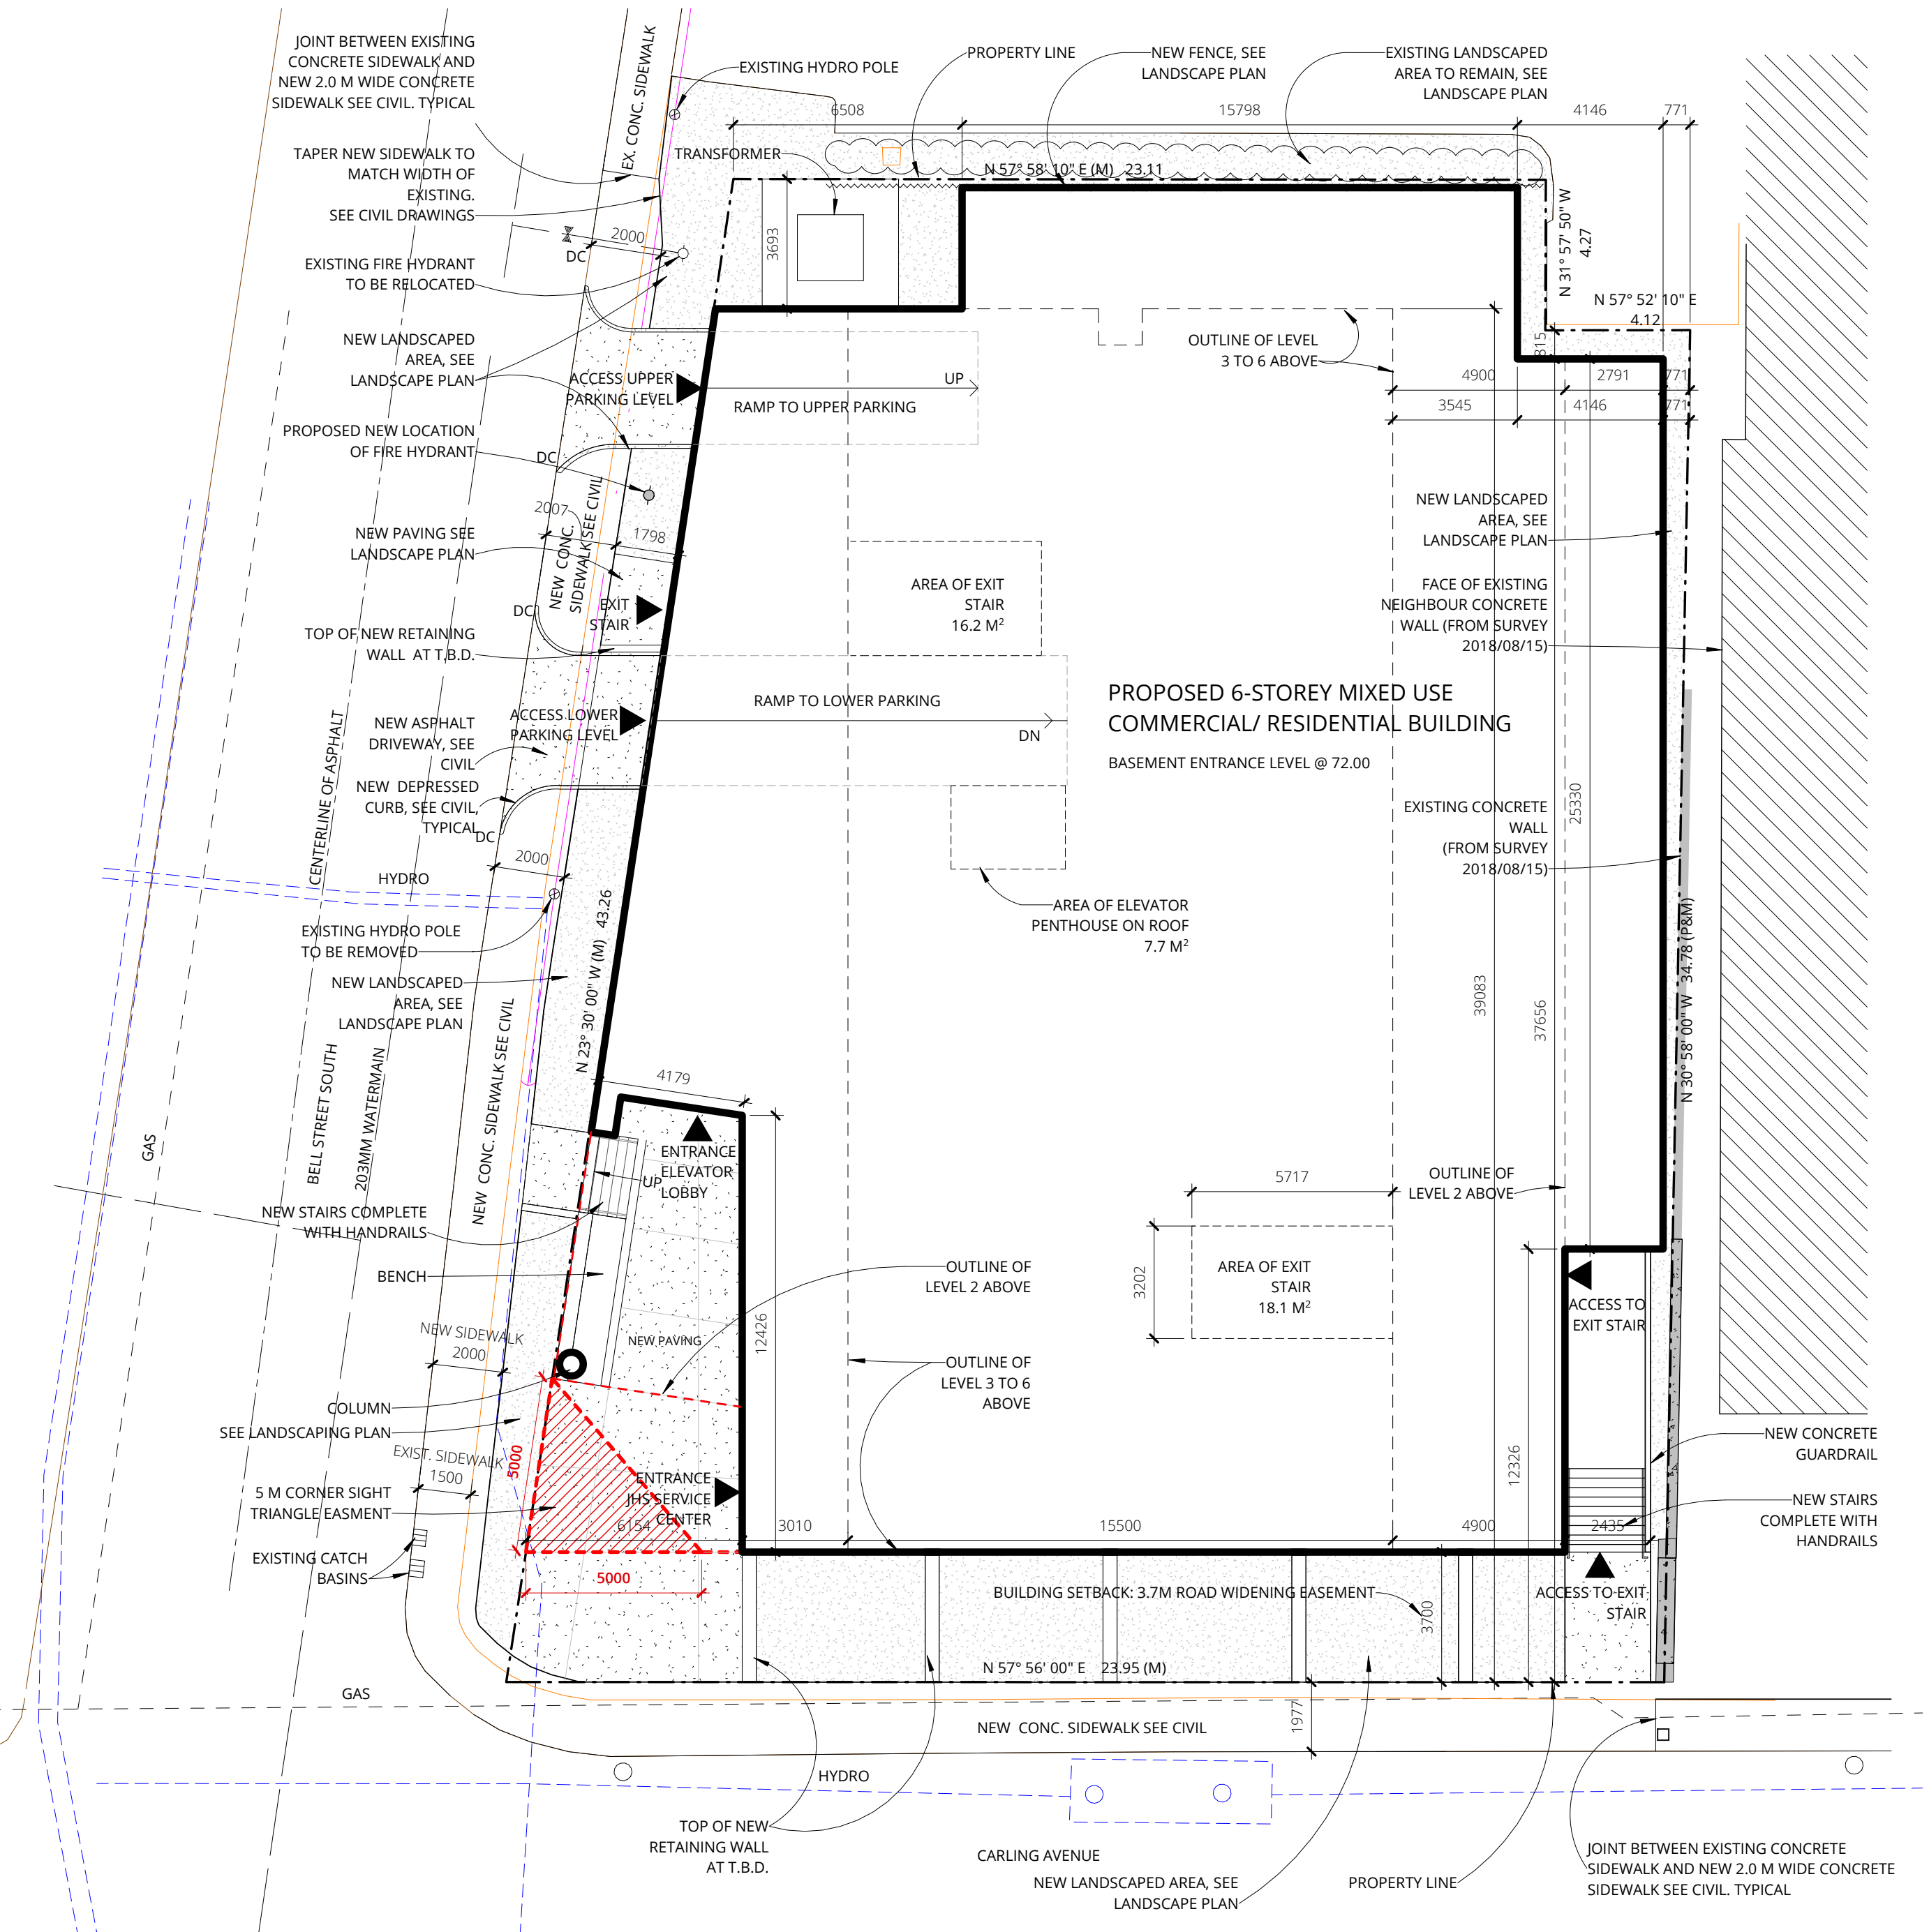 JOINT BETWEEN EXISTING
CONCRETE SIDEWALK AND
NEW 2.0 M WIDE CONCRETE
SIDEWALK SEE CIVIL. TYPICAL
EX. CONC. SIDEWALK
EXISTING HYDRO POLE
PROPERTY LINE
NEW FENCE, SEE
LANDSCAPE PLAN
EXISTING LANDSCAPED
AREA TO REMAIN, SEE
LANDSCAPE PLAN
6508
15798
4146
771
TAPER NEW SIDEWALK TO
MATCH WIDTH OF
EXISTING.
SEE CIVIL DRAWINGS
TRANSFORMER
N 57° 58' 10" E (M) 23.11
N 31° 57' 50" W
4.27
2000
DC
3693
EXISTING FIRE HYDRANT
TO BE RELOCATED
N 57° 52' 10" E
4.12
815
NEW LANDSCAPED
AREA, SEE
LANDSCAPE PLAN
ACCESS UPPER
PARKING LEVEL
UP
RAMP TO UPPER PARKING
OUTLINE OF LEVEL
3 TO 6 ABOVE
4900
2791
771
3545
4146
771
PROPOSED NEW LOCATION
OF FIRE HYDRANT
DC
2007
1798
NEW CONC.
SIDEWALK SEE CIVIL
NEW PAVING SEE
LANDSCAPE PLAN
NEW LANDSCAPED
AREA, SEE
LANDSCAPE PLAN
AREA OF EXIT
STAIR
16.2 M²
FACE OF EXISTING
NEIGHBOUR CONCRETE
WALL (FROM SURVEY
2018/08/15)
DC
EXIT
STAIR
TOP OF NEW RETAINING
WALL AT T.B.D.
RAMP TO LOWER PARKING
DN
PROPOSED 6-STOREY MIXED USE
COMMERCIAL/ RESIDENTIAL BUILDING
BASEMENT ENTRANCE LEVEL @ 72.00
CENTERLINE OF ASPHALT
NEW ASPHALT
DRIVEWAY, SEE
CIVIL
ACCESS LOWER
PARKING LEVEL
NEW DEPRESSED
CURB, SEE CIVIL,
TYPICAL
DC
2000
25330
EXISTING CONCRETE
WALL
(FROM SURVEY
2018/08/15)
HYDRO
AREA OF ELEVATOR
PENTHOUSE ON ROOF
7.7 M²
EXISTING HYDRO POLE
TO BE REMOVED
N 23° 30' 00" W (M) 43.26
NEW LANDSCAPED
AREA, SEE
LANDSCAPE PLAN
39083
37656
N 30° 58' 00" W 34.78 (P&M)
GAS
BELL STREET SOUTH
203MM WATERMAIN
NEW CONC. SIDEWALK SEE CIVIL
4179
ENTRANCE
ELEVATOR
LOBBY
UP
5717
OUTLINE OF
LEVEL 2 ABOVE
NEW STAIRS COMPLETE
WITH HANDRAILS
BENCH
OUTLINE OF
LEVEL 2 ABOVE
3202
AREA OF EXIT
STAIR
18.1 M²
ACCESS TO
EXIT STAIR
NEW SIDEWALK
2000
NEW PAVING
12426
OUTLINE OF
LEVEL 3 TO 6
ABOVE
COLUMN
SEE LANDSCAPING PLAN
EXIST. SIDEWALK
1500
5000
5 M CORNER SIGHT
TRIANGLE EASMENT
ENTRANCE
JHS SERVICE
CENTER
12326
NEW CONCRETE
GUARDRAIL
NEW STAIRS
COMPLETE WITH
HANDRAILS
6154
3010
15500
4900
2435
EXISTING CATCH
BASINS
5000
BUILDING SETBACK: 3.7M ROAD WIDENING EASEMENT
3700
ACCESS TO EXIT
STAIR
N 57° 56' 00" E 23.95 (M)
GAS
1977
NEW CONC. SIDEWALK SEE CIVIL
HYDRO
TOP OF NEW
RETAINING WALL
AT T.B.D.
CARLING AVENUE
NEW LANDSCAPED AREA, SEE
LANDSCAPE PLAN
PROPERTY LINE
JOINT BETWEEN EXISTING CONCRETE
SIDEWALK AND NEW 2.0 M WIDE CONCRETE
SIDEWALK SEE CIVIL. TYPICAL